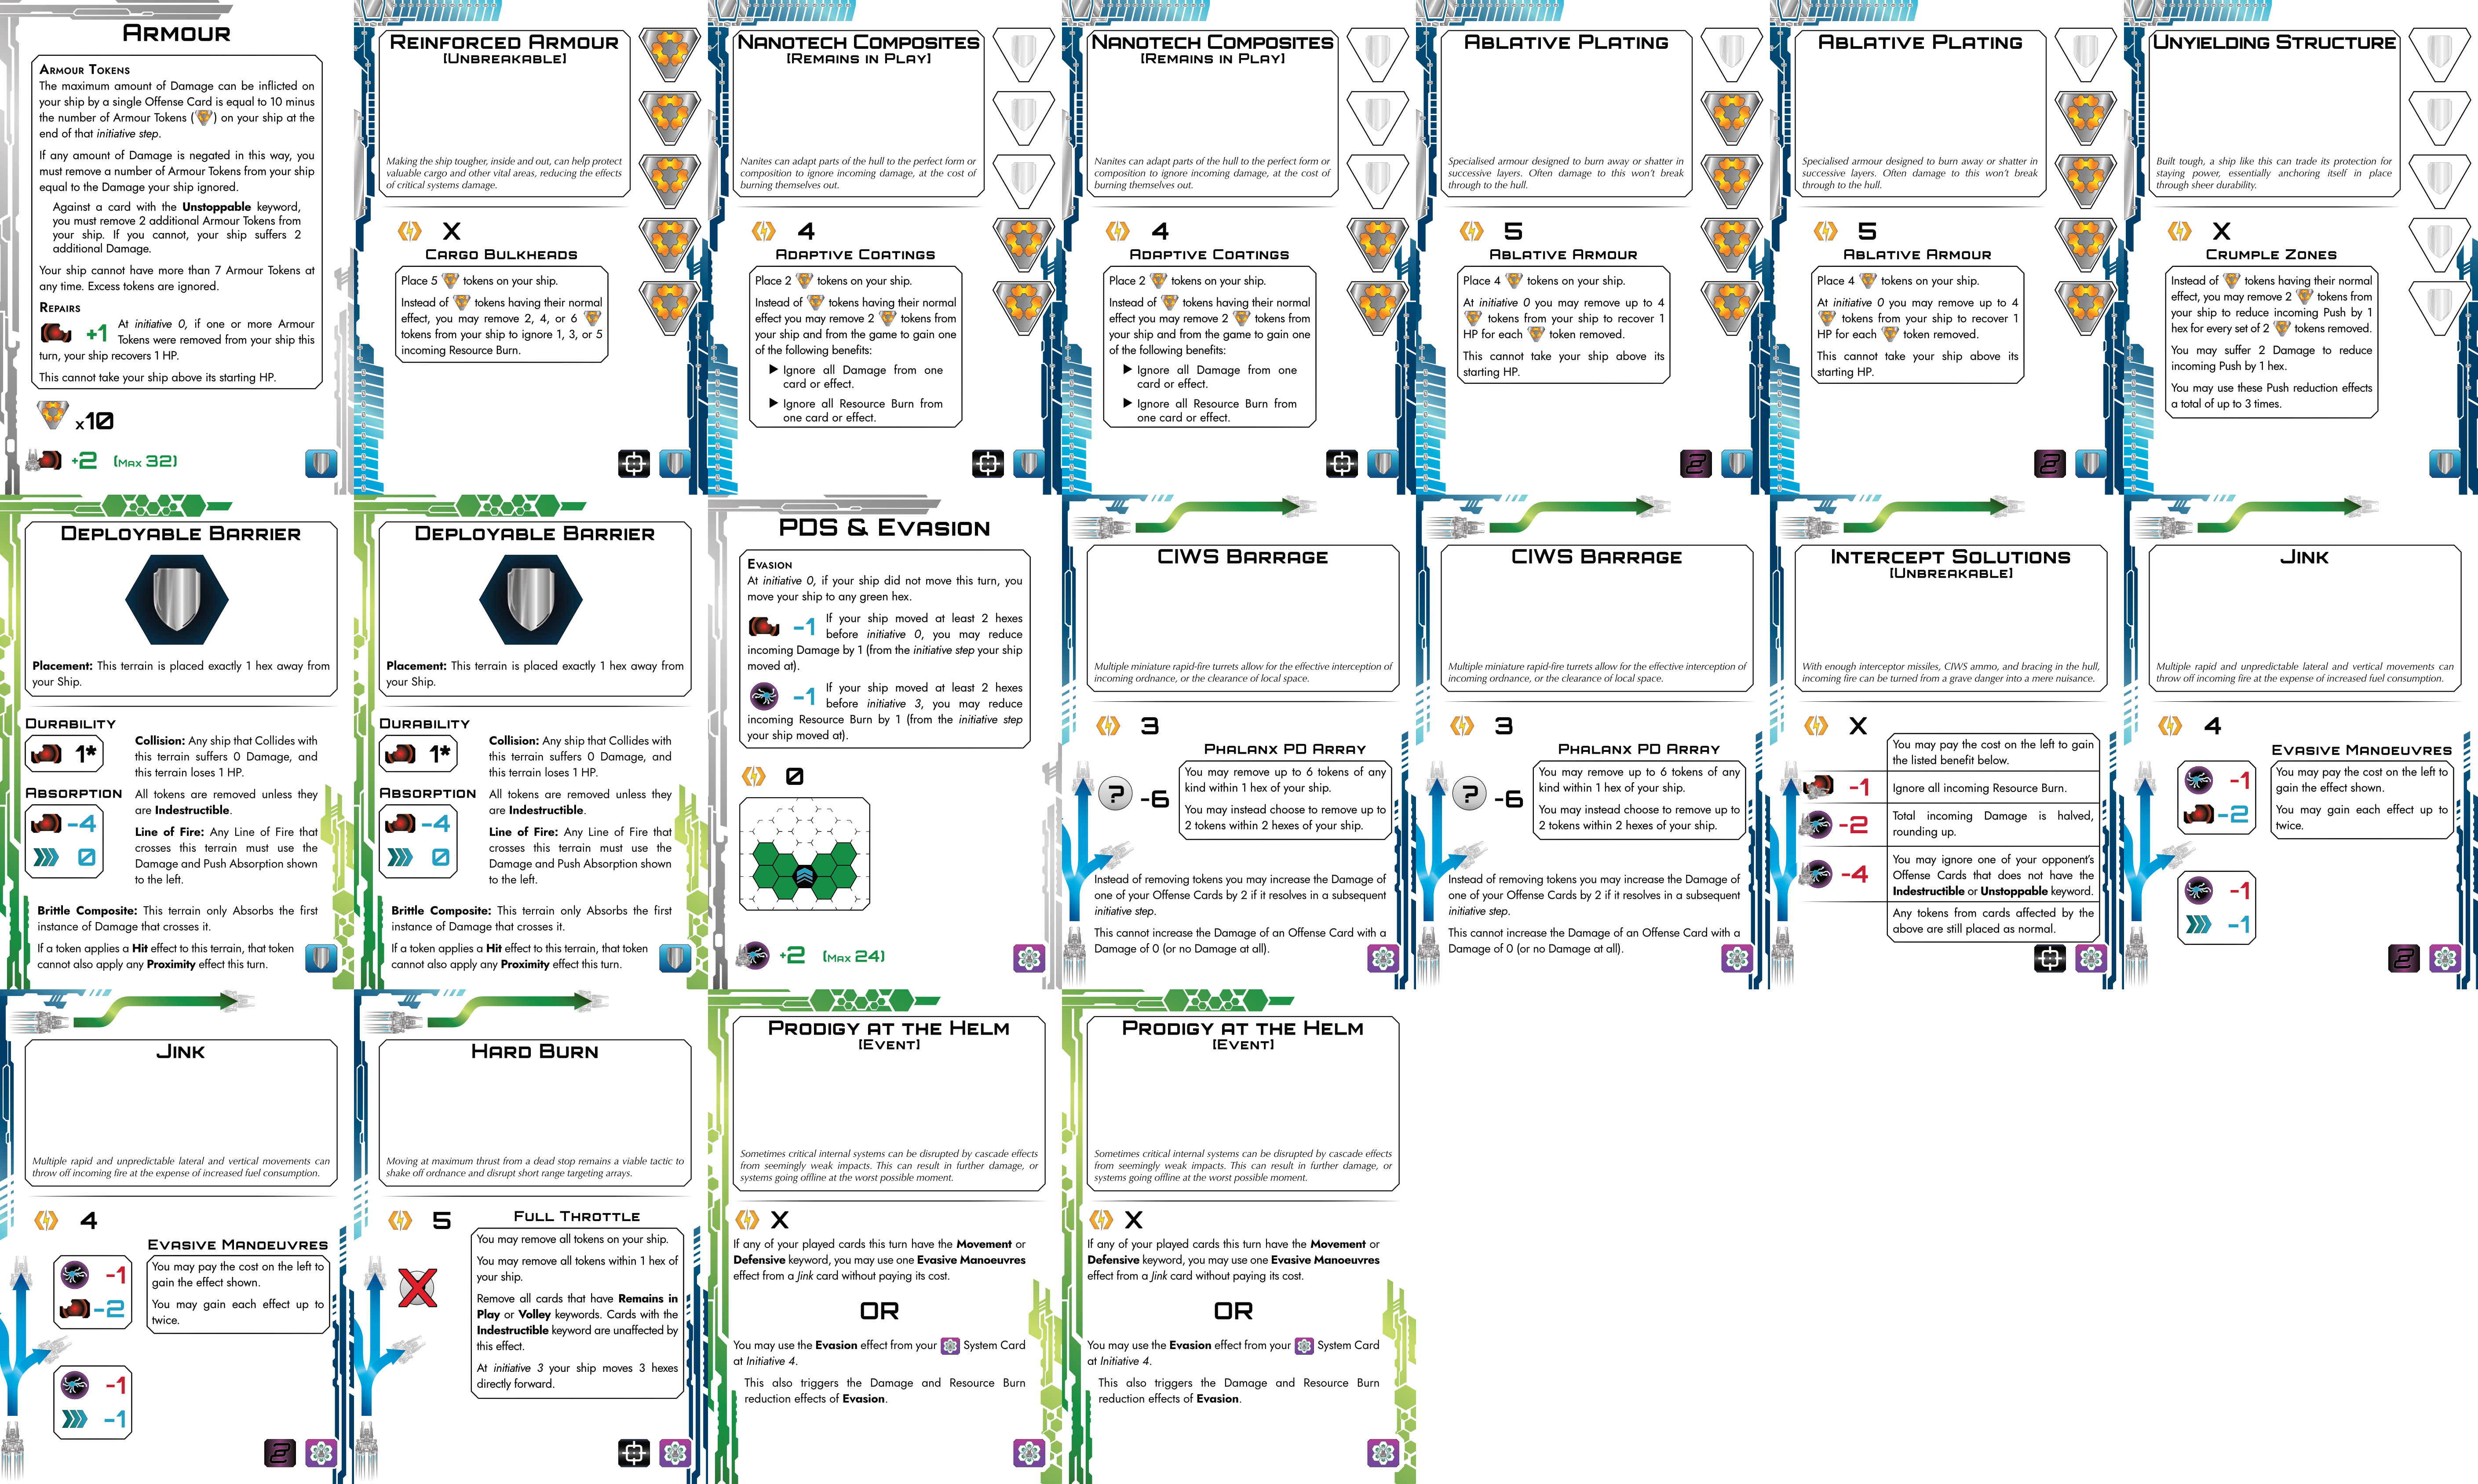 Armour
Armour Tokens
The maximum amount of Damage can be inflicted on
your ship by a single Offense Card is equal to 10 minus
the number of Armour Tokens ( ) on your ship at the
end of that initiative step.
If any amount of Damage is negated in this way, you
must remove a number of Armour Tokens from your ship
equal to the Damage your ship ignored.
Against a card with the Unstoppable keyword,
you must remove 2 additional Armour Tokens from
your ship. If you cannot, your ship suffers 2
additional Damage.
Your ship cannot have more than 7 Armour Tokens at
any time. Excess tokens are ignored.
Repairs
+1 At initiative 0, if one or more Armour
Tokens were removed from your ship this
turn, your ship recovers 1 HP.
This cannot take your ship above its starting HP.
x10
+2 (Max 32)
Reinforced Armour
[Unbreakable]
Making the ship tougher, inside and out, can help protect
valuable cargo and other vital areas, reducing the effects
of critical systems damage.
X
Cargo Bulkheads
Place 5 tokens on your ship.
Instead of tokens having their normal
effect, you may remove 2, 4, or 6
tokens from your ship to ignore 1, 3, or 5
incoming Resource Burn.
Nanotech Composites
[Remains in Play]
Nanites can adapt parts of the hull to the perfect form or
composition to ignore incoming damage, at the cost of
burning themselves out.
4
Adaptive Coatings
Place 2 tokens on your ship.
Instead of tokens having their normal
effect you may remove 2 tokens from
your ship and from the game to gain one
of the following benefits:
▶ Ignore all Damage from one
card or effect.
▶ Ignore all Resource Burn from
one card or effect.
Nanotech Composites
[Remains in Play]
Nanites can adapt parts of the hull to the perfect form or
composition to ignore incoming damage, at the cost of
burning themselves out.
4
Adaptive Coatings
Place 2 tokens on your ship.
Instead of tokens having their normal
effect you may remove 2 tokens from
your ship and from the game to gain one
of the following benefits:
▶ Ignore all Damage from one
card or effect.
▶ Ignore all Resource Burn from
one card or effect.
Ablative Plating
Specialised armour designed to burn away or shatter in
successive layers. Often damage to this won't break
through to the hull.
5
Ablative Armour
Place 4 tokens on your ship.
At initiative 0 you may remove up to 4
tokens from your ship to recover 1
HP for each token removed.
This cannot take your ship above its
starting HP.
2
Ablative Plating
Specialised armour designed to burn away or shatter in
successive layers. Often damage to this won't break
through to the hull.
5
Ablative Armour
Place 4 tokens on your ship.
At initiative 0 you may remove up to 4
tokens from your ship to recover 1
HP for each token removed.
This cannot take your ship above its
starting HP.
2
Unyielding Structure
Built tough, a ship like this can trade its protection for
staying power, essentially anchoring itself in place
through sheer durability.
X
Crumple Zones
Instead of tokens having their normal
effect, you may remove 2 tokens from
your ship to reduce incoming Push by 1
hex for every set of 2 tokens removed.
You may suffer 2 Damage to reduce
incoming Push by 1 hex.
You may use these Push reduction effects
a total of up to 3 times.
Deployable Barrier
Placement: This terrain is placed exactly 1 hex away from
your Ship.
Durability
1*
Absorption
-4
0
Collision: Any ship that Collides with
this terrain suffers 0 Damage, and
this terrain loses 1 HP.
All tokens are removed unless they
are Indestructible.
Line of Fire: Any Line of Fire that
crosses this terrain must use the
Damage and Push Absorption shown
to the left.
Brittle Composite: This terrain only Absorbs the first
instance of Damage that crosses it.
If a token applies a Hit effect to this terrain, that token
cannot also apply any Proximity effect this turn.
Deployable Barrier
Placement: This terrain is placed exactly 1 hex away from
your Ship.
Durability
1*
Absorption
-4
0
Collision: Any ship that Collides with
this terrain suffers 0 Damage, and
this terrain loses 1 HP.
All tokens are removed unless they
are Indestructible.
Line of Fire: Any Line of Fire that
crosses this terrain must use the
Damage and Push Absorption shown
to the left.
Brittle Composite: This terrain only Absorbs the first
instance of Damage that crosses it.
If a token applies a Hit effect to this terrain, that token
cannot also apply any Proximity effect this turn.
PDS & Evasion
Evasion
At initiative 0, if your ship did not move this turn, you
move your ship to any green hex.
-1 If your ship moved at least 2 hexes
before initiative 0, you may reduce
incoming Damage by 1 (from the initiative step your ship
moved at).
-1 If your ship moved at least 2 hexes
before initiative 3, you may reduce
incoming Resource Burn by 1 (from the initiative step
your ship moved at).
0
+2 (Max 24)
CIWS Barrage
Multiple miniature rapid-fire turrets allow for the effective interception of
incoming ordnance, or the clearance of local space.
3
Phalanx PD Array
? -6
You may remove up to 6 tokens of any
kind within 1 hex of your ship.
You may instead choose to remove up to
2 tokens within 2 hexes of your ship.
Instead of removing tokens you may increase the Damage of
one of your Offense Cards by 2 if it resolves in a subsequent
initiative step.
This cannot increase the Damage of an Offense Card with a
Damage of 0 (or no Damage at all).
CIWS Barrage
Multiple miniature rapid-fire turrets allow for the effective interception of
incoming ordnance, or the clearance of local space.
3
Phalanx PD Array
? -6
You may remove up to 6 tokens of any
kind within 1 hex of your ship.
You may instead choose to remove up to
2 tokens within 2 hexes of your ship.
Instead of removing tokens you may increase the Damage of
one of your Offense Cards by 2 if it resolves in a subsequent
initiative step.
This cannot increase the Damage of an Offense Card with a
Damage of 0 (or no Damage at all).
Intercept Solutions
[Unbreakable]
With enough interceptor missiles, CIWS ammo, and bracing in the hull,
incoming fire can be turned from a grave danger into a mere nuisance.
X
You may pay the cost on the left to gain
the listed benefit below.
-1 Ignore all incoming Resource Burn.
-2 Total incoming Damage is halved,
rounding up.
-4 You may ignore one of your opponent's
Offense Cards that does not have the
Indestructible or Unstoppable keyword.
Any tokens from cards affected by the
above are still placed as normal.
Jink
Multiple rapid and unpredictable lateral and vertical movements can
throw off incoming fire at the expense of increased fuel consumption.
4
Evasive Manoeuvres
-1
-2
You may pay the cost on the left to
gain the effect shown.
You may gain each effect up to
twice.
-1
-1
2
Jink
Multiple rapid and unpredictable lateral and vertical movements can
throw off incoming fire at the expense of increased fuel consumption.
4
Evasive Manoeuvres
-1
-2
You may pay the cost on the left to
gain the effect shown.
You may gain each effect up to
twice.
-1
-1
2
Hard Burn
Moving at maximum thrust from a dead stop remains a viable tactic to
shake off ordnance and disrupt short range targeting arrays.
5
Full Throttle
You may remove all tokens on your ship.
You may remove all tokens within 1 hex of
your ship.
Remove all cards that have Remains in
Play or Volley keywords. Cards with the
Indestructible keyword are unaffected by
this effect.
At initiative 3 your ship moves 3 hexes
directly forward.
Prodigy at the Helm
[Event]
Sometimes critical internal systems can be disrupted by cascade effects
from seemingly weak impacts. This can result in further damage, or
systems going offline at the worst possible moment.
X
If any of your played cards this turn have the Movement or
Defensive keyword, you may use one Evasive Manoeuvres
effect from a Jink card without paying its cost.
OR
You may use the Evasion effect from your System Card
at Initiative 4.
This also triggers the Damage and Resource Burn
reduction effects of Evasion.
Prodigy at the Helm
[Event]
Sometimes critical internal systems can be disrupted by cascade effects
from seemingly weak impacts. This can result in further damage, or
systems going offline at the worst possible moment.
X
If any of your played cards this turn have the Movement or
Defensive keyword, you may use one Evasive Manoeuvres
effect from a Jink card without paying its cost.
OR
You may use the Evasion effect from your System Card
at Initiative 4.
This also triggers the Damage and Resource Burn
reduction effects of Evasion.